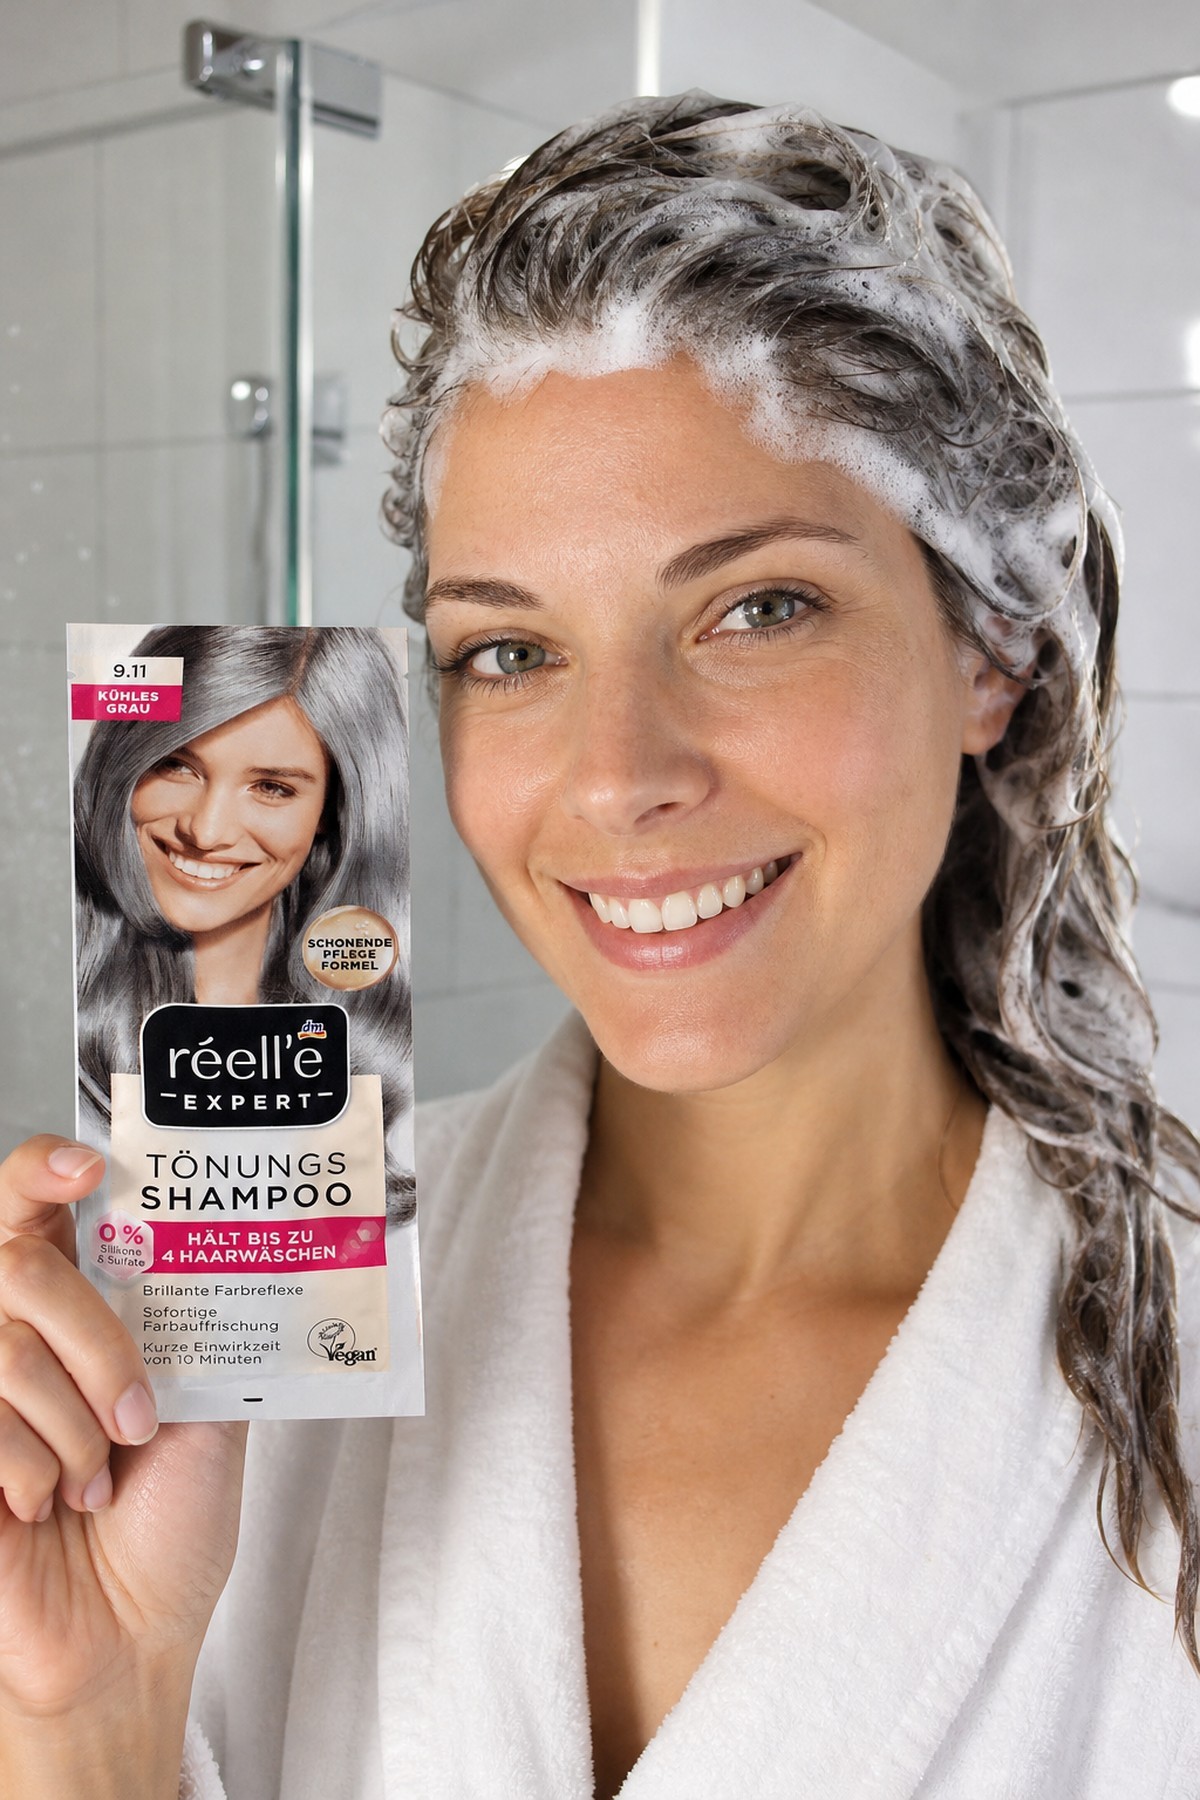 9.11
KÜHLES
GRAU
SCHONENDE
PFLEGE
FORMEL
dm
réell'e
EXPERT
TÖNUNGS
SHAMPOO
0 %
Silikone
& Sulfate
HÄLT BIS ZU
4 HAARWÄSCHEN
Brillante Farbreflexe
Sofortige
Farbauffrischung
Kurze Einwirkzeit
von 10 Minuten
Vegan